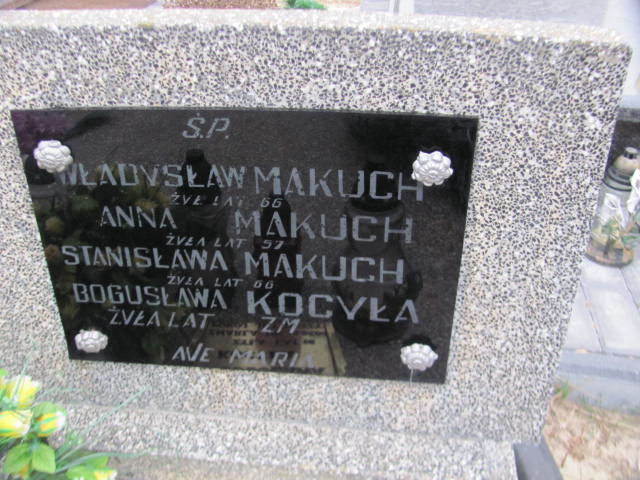 Ś.P.
WŁADYSŁAW MAKUCH
ŻYŁ LAT 66
ANNA MAKUCH
ŻYŁA LAT 57
STANISŁAWA MAKUCH
ŻYŁA LAT 66
BOGUSŁAWA KOCYŁA
ŻYŁA LAT ZM
AVE MARIA